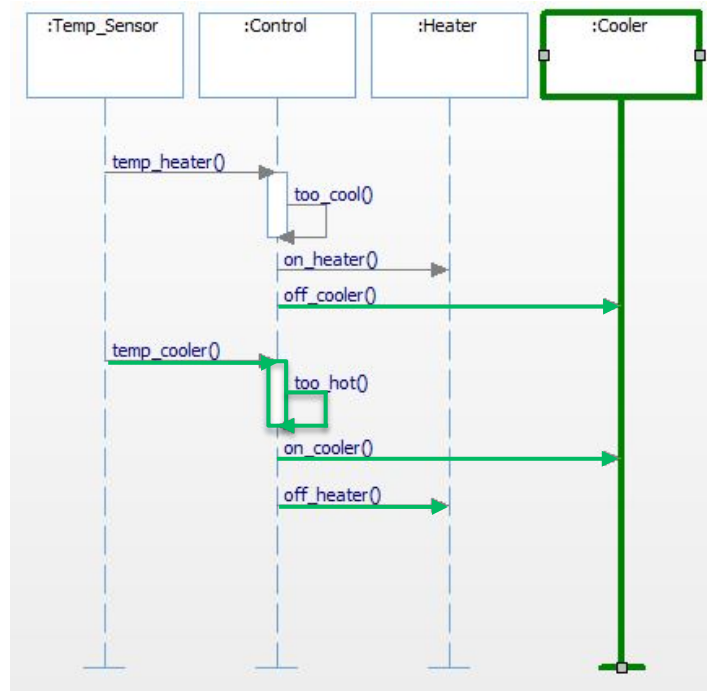 :Temp_Sensor
:Control
:Heater
:Cooler
temp_heater()
too_cool()
on_heater()
off_cooler()
temp_cooler()
too_hot()
on_cooler()
off_heater()